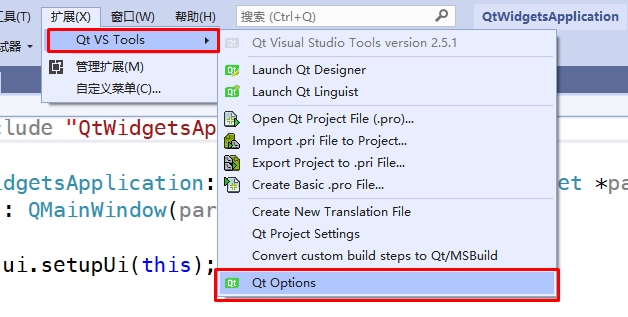 工具(T) 扩展(X) 窗口(W) 帮助(H) 搜索 (Ctrl+Q) QtWidgetsApplication
试器
Qt VS Tools
管理扩展(M)
自定义菜单(C)...
Qt Visual Studio Tools version 2.5.1
Launch Qt Designer
Launch Qt Linguist
Open Qt Project File (.pro)...
Import .pri File to Project...
Export Project to .pri File...
Create Basic .pro File...
Create New Translation File
Qt Project Settings
Convert custom build steps to Qt/MSBuild
Qt Options
clude "QtWidgetsAp
dgetsApplication: et *pa
: QMainWindow(par
ui.setupUi(this);